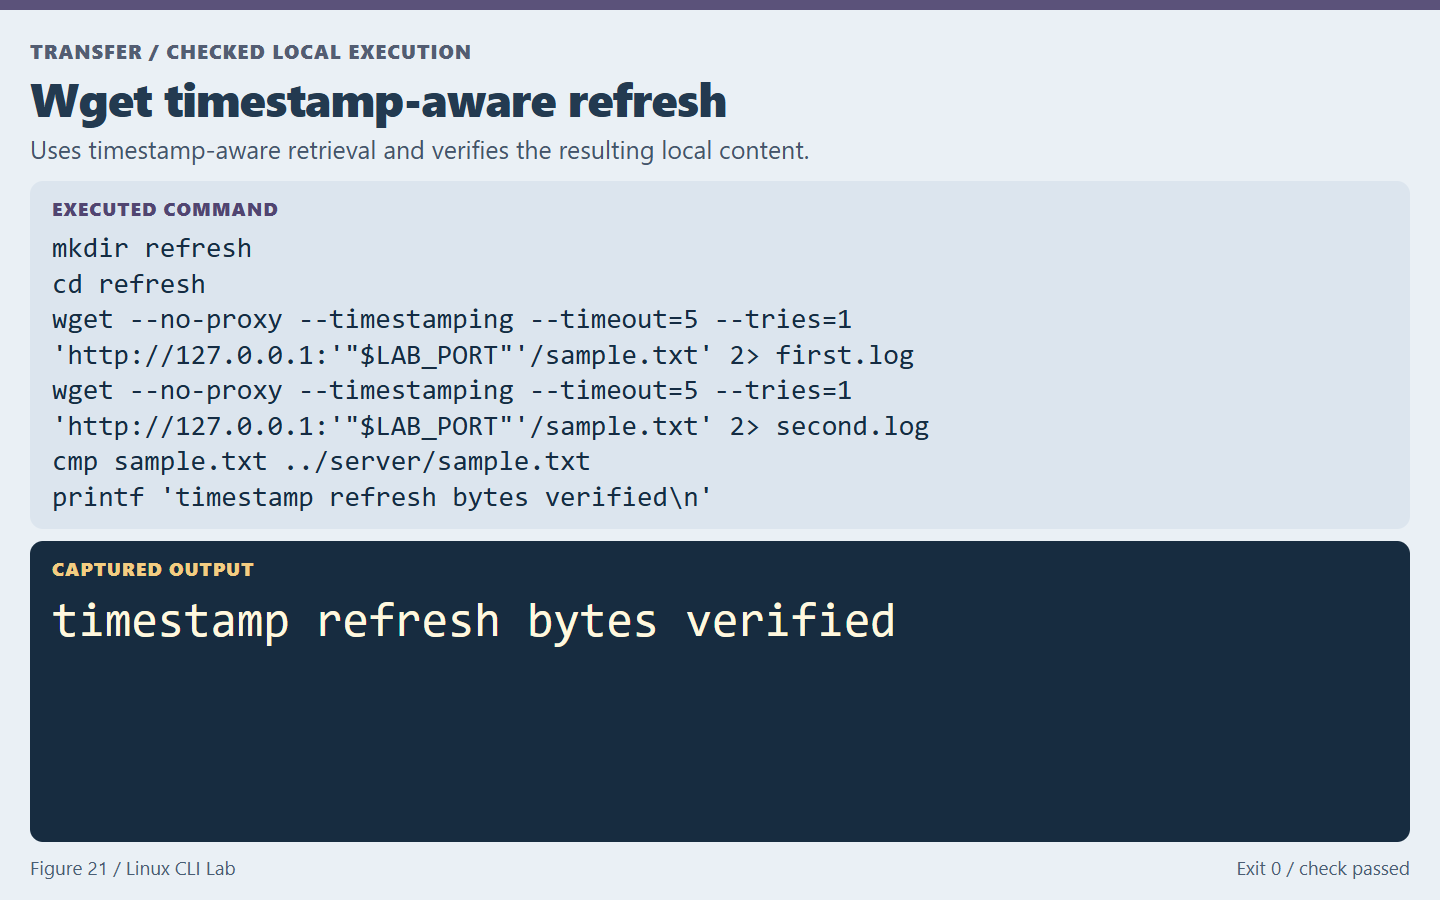 TRANSFER / CHECKED LOCAL EXECUTION
Wget timestamp-aware refresh
Uses timestamp-aware retrieval and verifies the resulting local content.
EXECUTED COMMAND
mkdir refresh
cd refresh
wget --no-proxy --timestamping --timeout=5 --tries=1
'http://127.0.0.1:'"$LAB_PORT"'/sample.txt' 2> first.log
wget --no-proxy --timestamping --timeout=5 --tries=1
'http://127.0.0.1:'"$LAB_PORT"'/sample.txt' 2> second.log
cmp sample.txt ../server/sample.txt
printf 'timestamp refresh bytes verified\n'
CAPTURED OUTPUT
timestamp refresh bytes verified
Figure 21 / Linux CLI Lab
Exit 0 / check passed